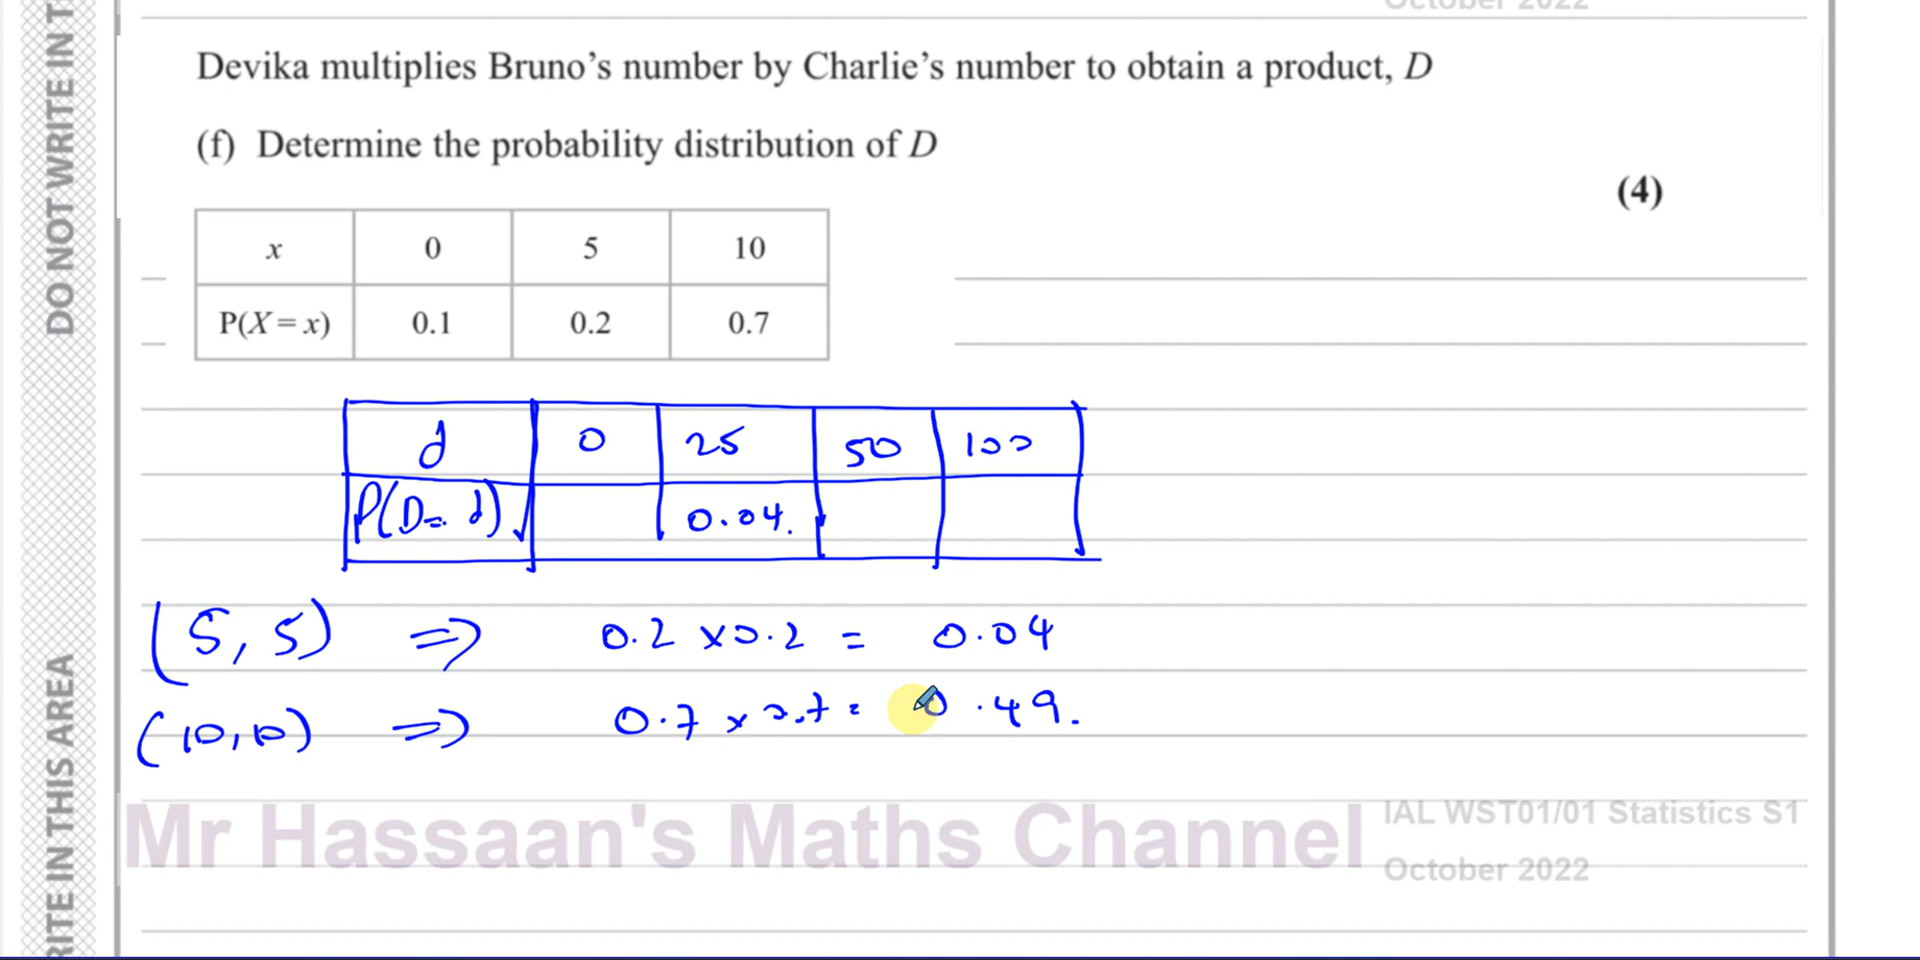 October 2022
Devika multiplies Bruno's number by Charlie's number to obtain a product, D
(f) Determine the probability distribution of D
(4)
x 0 5 10
P(X = x) 0.1 0.2 0.7
d 0 25 50 100
P(D = d) 0.04.
(5, 5) ⇒ 0.2 × 0.2 = 0.04
(10, 10) ⇒ 0.7 × 0.7 = 0.49.
Mr Hassaan's Maths Channel
IAL WST01/01 Statistics S1
October 2022
DO NOT WRITE IN T
RITE IN THIS AREA